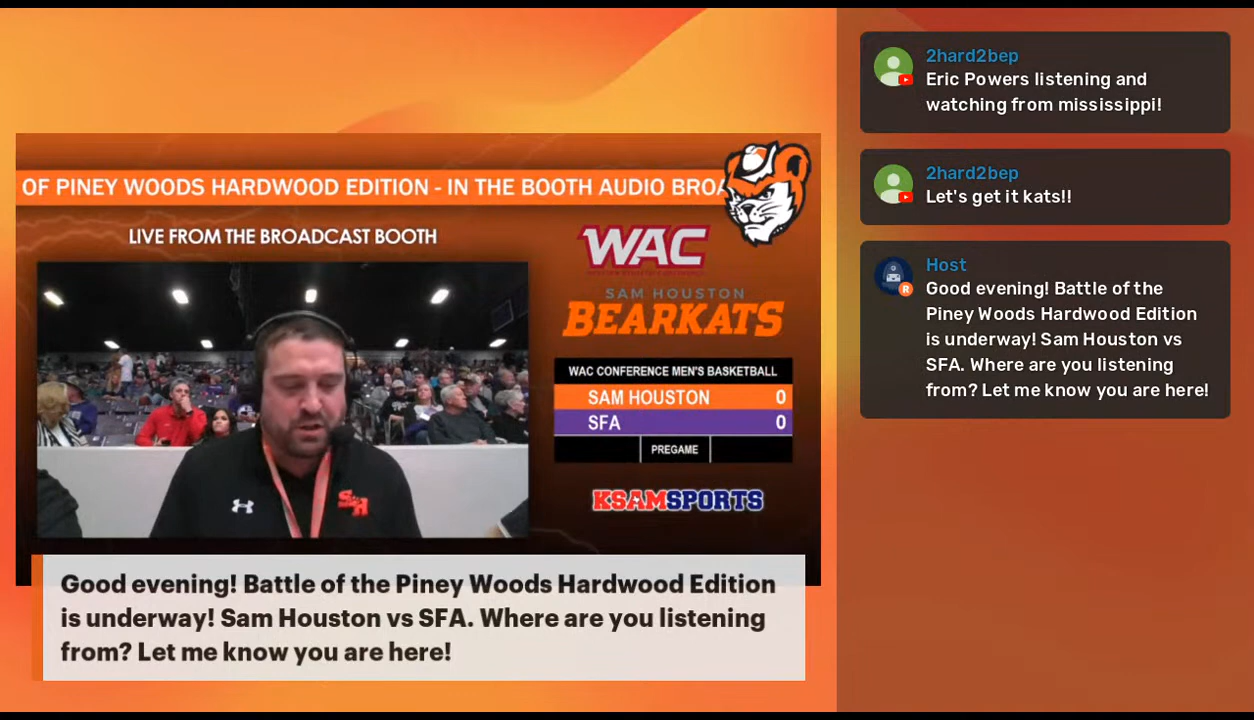 OF PINEY WOODS HARDWOOD EDITION - IN THE BOOTH AUDIO BROA
LIVE FROM THE BROADCAST BOOTH
WAC
SAM HOUSTON
BEARKATS
WAC CONFERENCE MEN'S BASKETBALL
SAM HOUSTON 0
SFA 0
PREGAME
KSAMSPORTS
SH
Good evening! Battle of the Piney Woods Hardwood Edition
is underway! Sam Houston vs SFA. Where are you listening
from? Let me know you are here!
2hard2bep
Eric Powers listening and
watching from mississippi!
2hard2bep
Let's get it kats!!
Host
R
Good evening! Battle of the
Piney Woods Hardwood Edition
is underway! Sam Houston vs
SFA. Where are you listening
from? Let me know you are here!